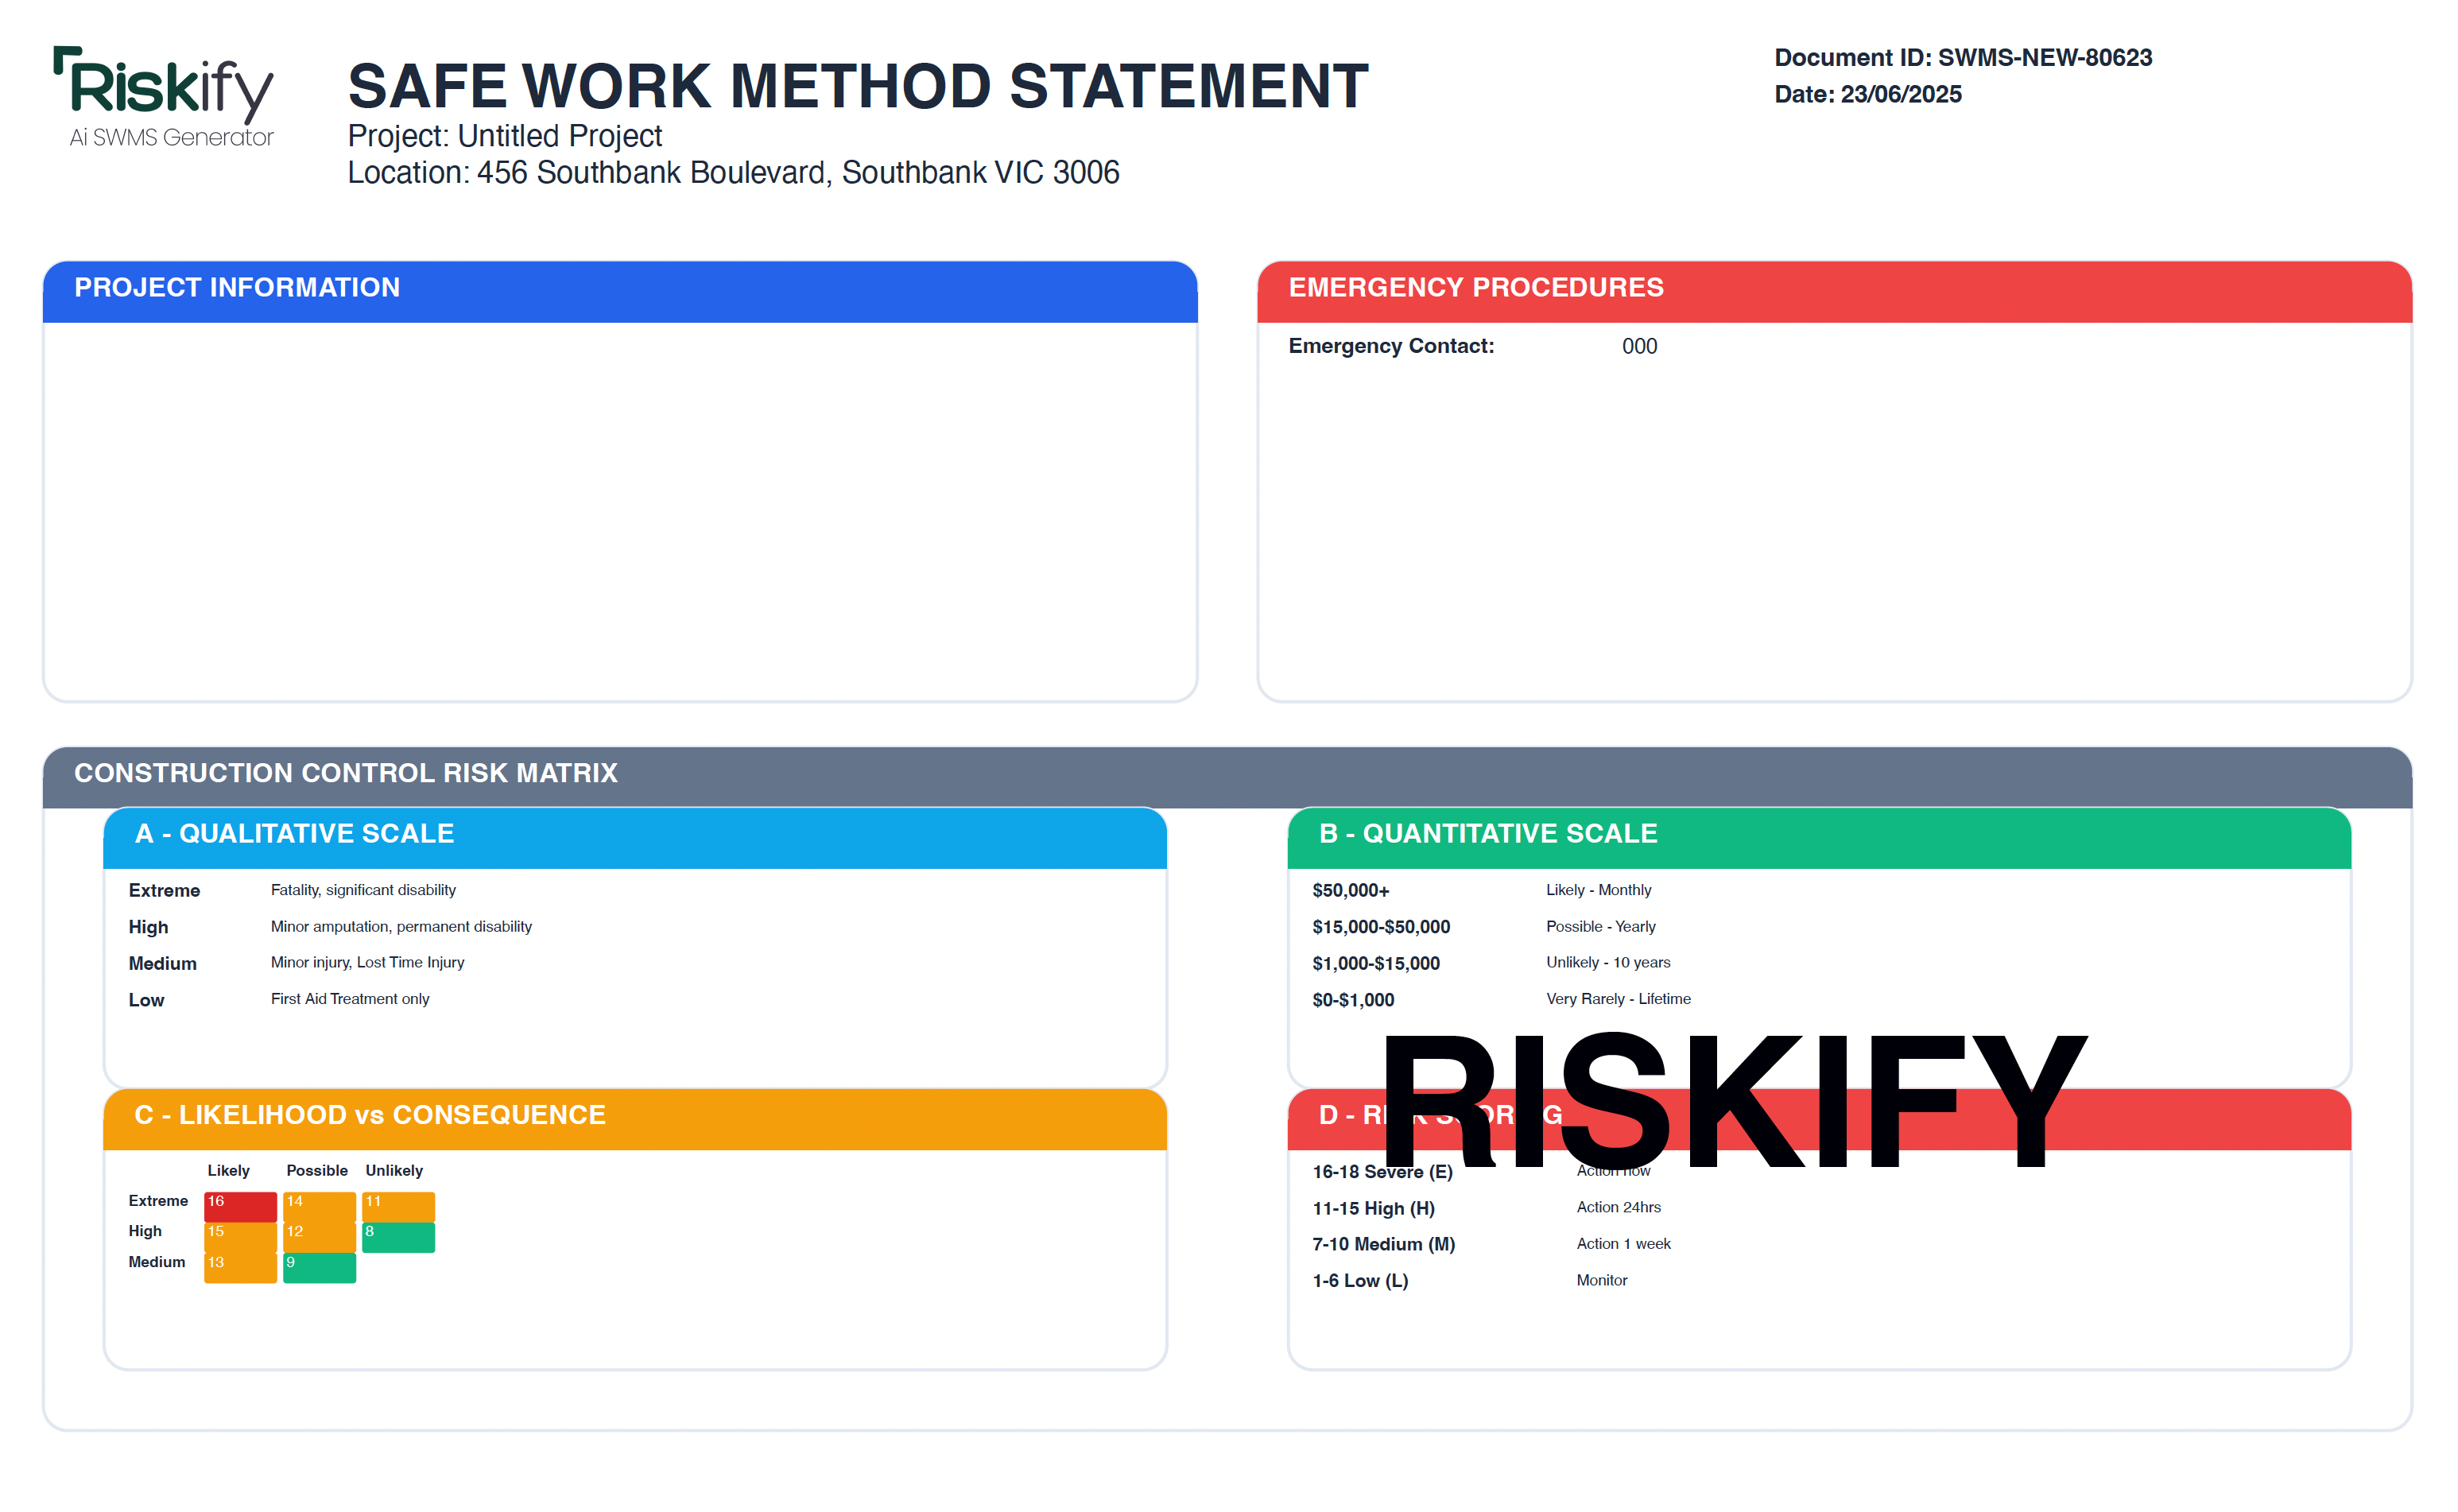 Riskify
Ai SWMS Generator
SAFE WORK METHOD STATEMENT
Project: Untitled Project
Location: 456 Southbank Boulevard, Southbank VIC 3006
Document ID: SWMS-NEW-80623
Date: 23/06/2025
PROJECT INFORMATION
EMERGENCY PROCEDURES
Emergency Contact: 000
CONSTRUCTION CONTROL RISK MATRIX
A - QUALITATIVE SCALE
Extreme Fatality, significant disability
High Minor amputation, permanent disability
Medium Minor injury, Lost Time Injury
Low First Aid Treatment only
B - QUANTITATIVE SCALE
$50,000+ Likely - Monthly
$15,000-$50,000 Possible - Yearly
$1,000-$15,000 Unlikely - 10 years
$0-$1,000 Very Rarely - Lifetime
RISKIFY
C - LIKELIHOOD vs CONSEQUENCE
Likely Possible Unlikely
Extreme 16 14 11
High 15 12 8
Medium 13 9
D - RISK SCORING
16-18 Severe (E) Action now
11-15 High (H) Action 24hrs
7-10 Medium (M) Action 1 week
1-6 Low (L) Monitor